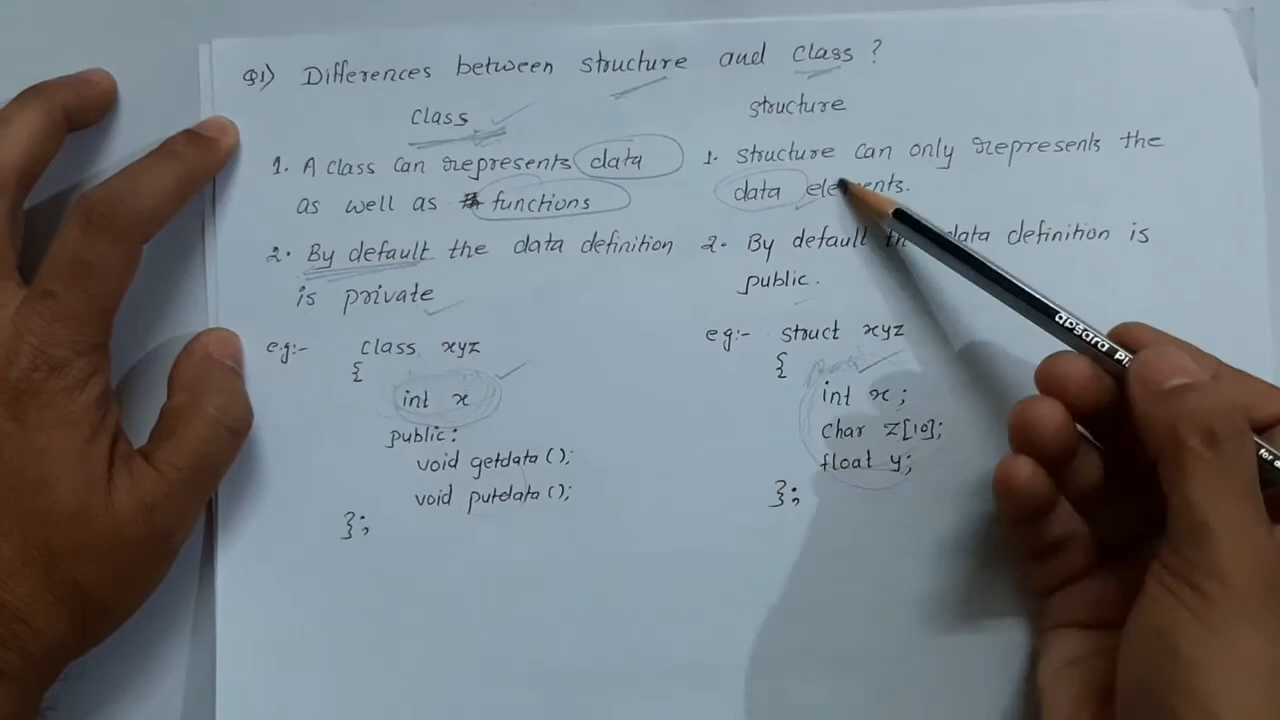 Q1) Differences between structure and class ?
class
1. A class can represents data
as well as functions
2. By default the data definition
is private
e.g:- class xyz
{
int x
public:
void getdata();
void putdata();
};
structure
1. structure can only represents the
data elements.
2. By default the data definition is
public.
e.g:- struct xyz
{
int x;
char z[10];
float y;
};
apsara